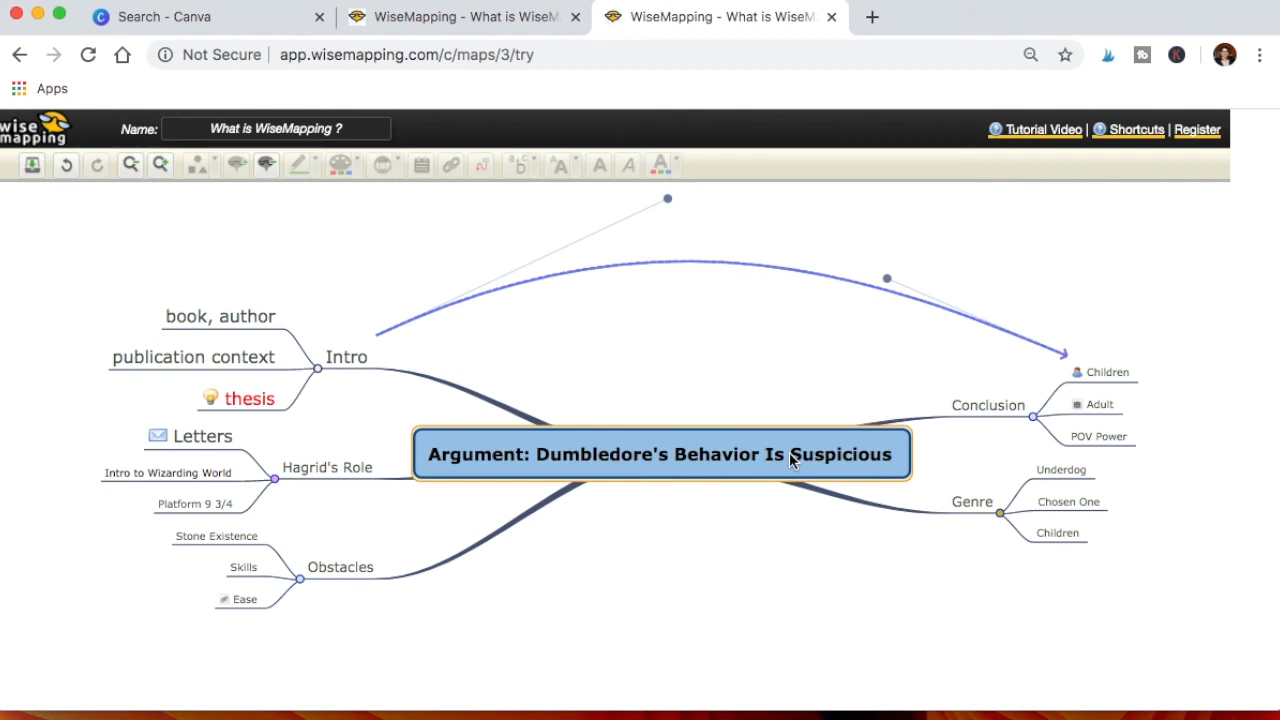 Search - Canva
WiseMapping - What is WiseM
WiseMapping - What is WiseM
Not Secure
app.wisemapping.com/c/maps/3/try
Apps
wise mapping
Name:
What is WiseMapping ?
Tutorial Video | Shortcuts | Register
book, author
publication context
Intro
thesis
Letters
Intro to Wizarding World
Hagrid's Role
Platform 9 3/4
Stone Existence
Skills
Obstacles
Ease
Argument: Dumbledore's Behavior Is Suspicious
Children
Conclusion
Adult
POV Power
Underdog
Genre
Chosen One
Children